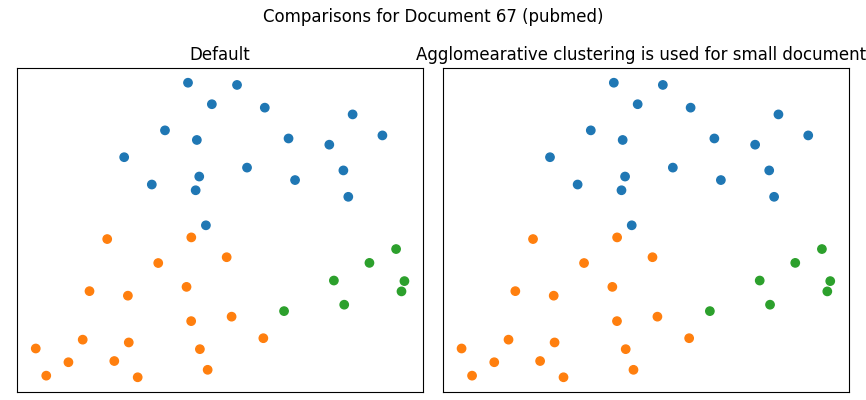 Comparisons for Document 67 (pubmed)
Default
Agglomearative clustering is used for small document